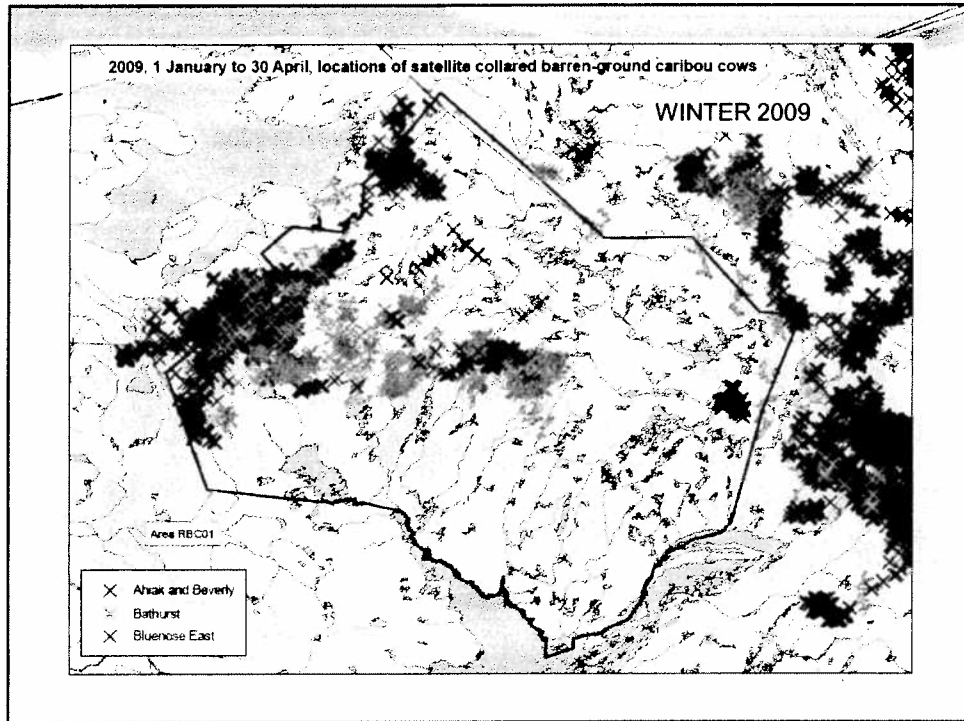 2009, 1 January to 30 April, locations of satellite collared barren-ground caribou cows
WINTER 2009
Area RBC01
Ahiak and Beverly
Bathurst
Bluenose East